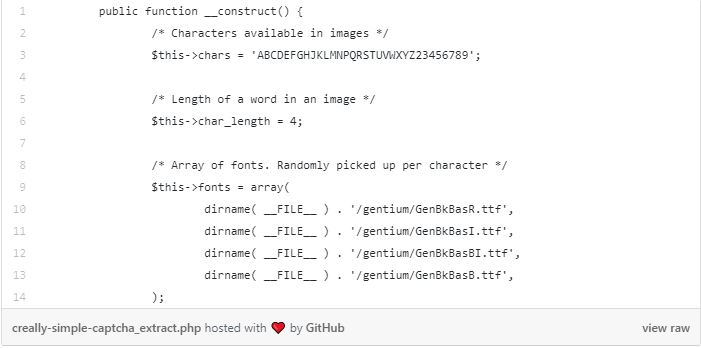 1 public function __construct() {
2 /* Characters available in images */
3 $this->chars = 'ABCDEFGHJKLMNPQRSTUVWXYZ23456789';
4
5 /* Length of a word in an image */
6 $this->char_length = 4;
7
8 /* Array of fonts. Randomly picked up per character */
9 $this->fonts = array(
10 dirname( __FILE__ ) . '/gentium/GenBkBasR.ttf',
11 dirname( __FILE__ ) . '/gentium/GenBkBasI.ttf',
12 dirname( __FILE__ ) . '/gentium/GenBkBasBI.ttf',
13 dirname( __FILE__ ) . '/gentium/GenBkBasB.ttf',
14 );
creally-simple-captcha_extract.php hosted with ❤ by GitHub view raw